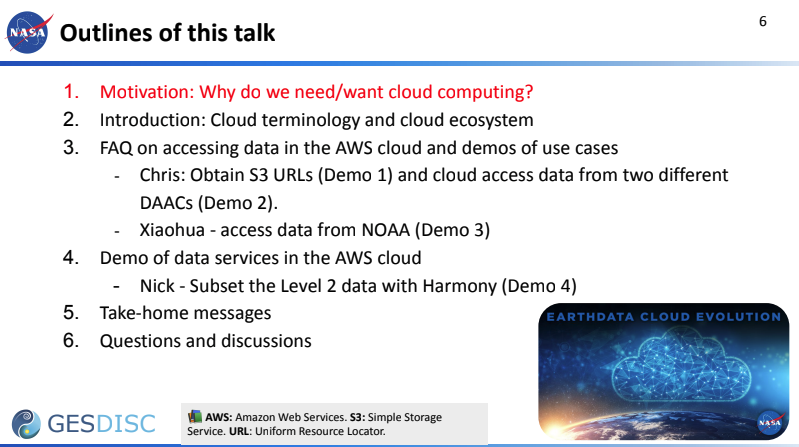 NASA
Outlines of this talk
6
1. Motivation: Why do we need/want cloud computing?
2. Introduction: Cloud terminology and cloud ecosystem
3. FAQ on accessing data in the AWS cloud and demos of use cases
- Chris: Obtain S3 URLs (Demo 1) and cloud access data from two different
DAACs (Demo 2).
- Xiaohua - access data from NOAA (Demo 3)
4. Demo of data services in the AWS cloud
- Nick - Subset the Level 2 data with Harmony (Demo 4)
5. Take-home messages
6. Questions and discussions
EARTHDATA CLOUD EVOLUTION
NASA
GESDISC
AWS: Amazon Web Services. S3: Simple Storage
Service. URL: Uniform Resource Locator.